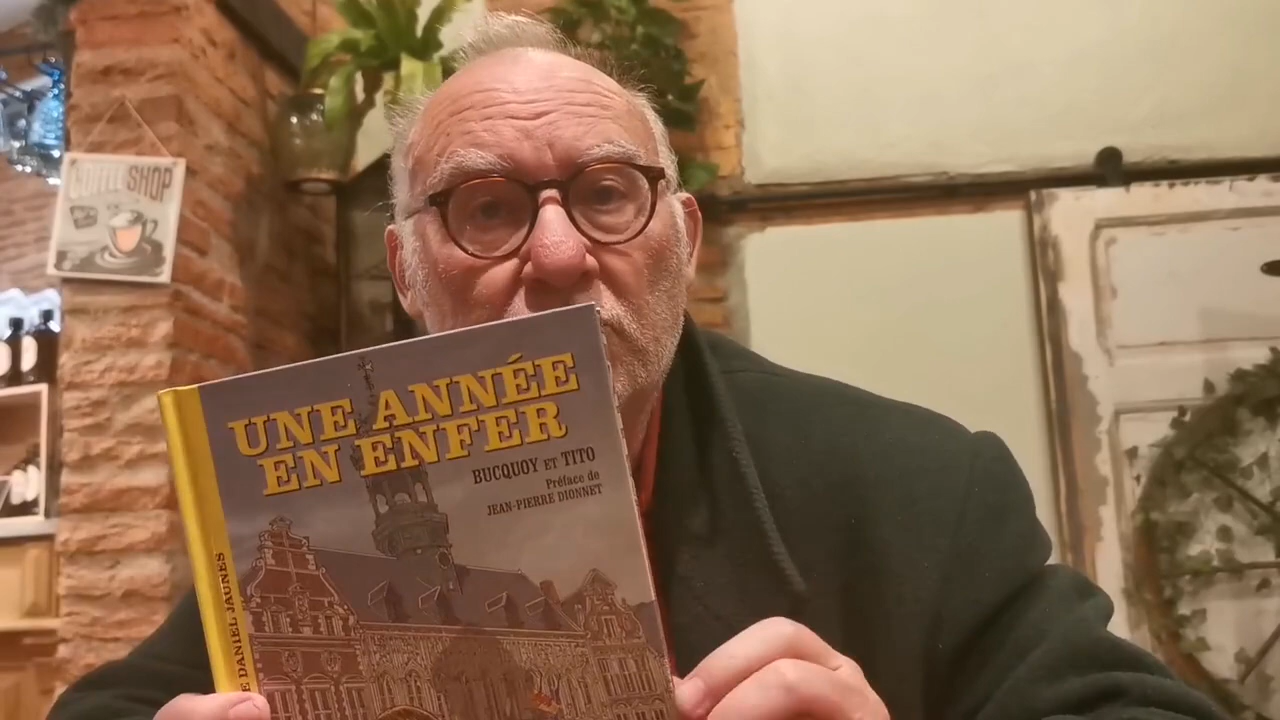 COFFEE SHOP
UNE ANNÉE
EN ENFER
BUCQUOY ET TITO
Préface de
JEAN-PIERRE DIONNET
DANIEL JAUNES